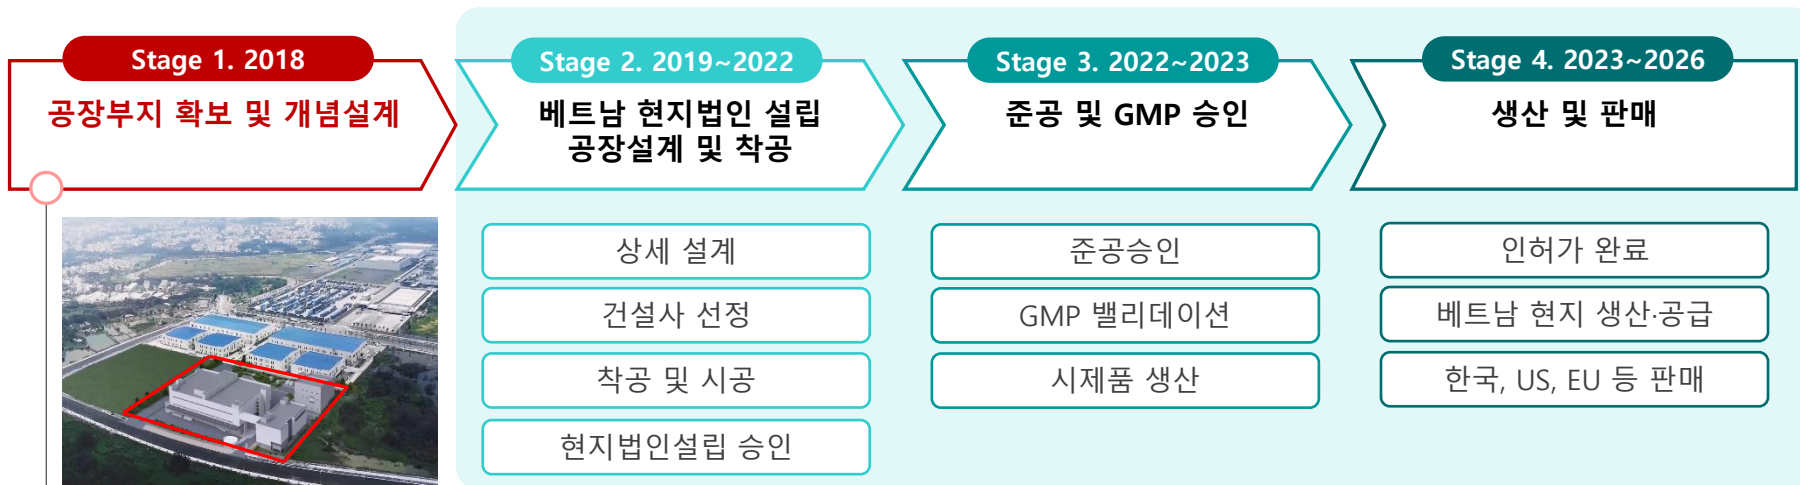 Stage 1. 2018
공장부지 확보 및 개념설계
Stage 2. 2019~2022
베트남 현지법인 설립
공장설계 및 착공
상세 설계
건설사 선정
착공 및 시공
현지법인설립 승인
Stage 3. 2022~2023
준공 및 GMP 승인
준공승인
GMP 밸리데이션
시제품 생산
Stage 4. 2023~2026
생산 및 판매
인허가 완료
베트남 현지 생산·공급
한국, US, EU 등 판매